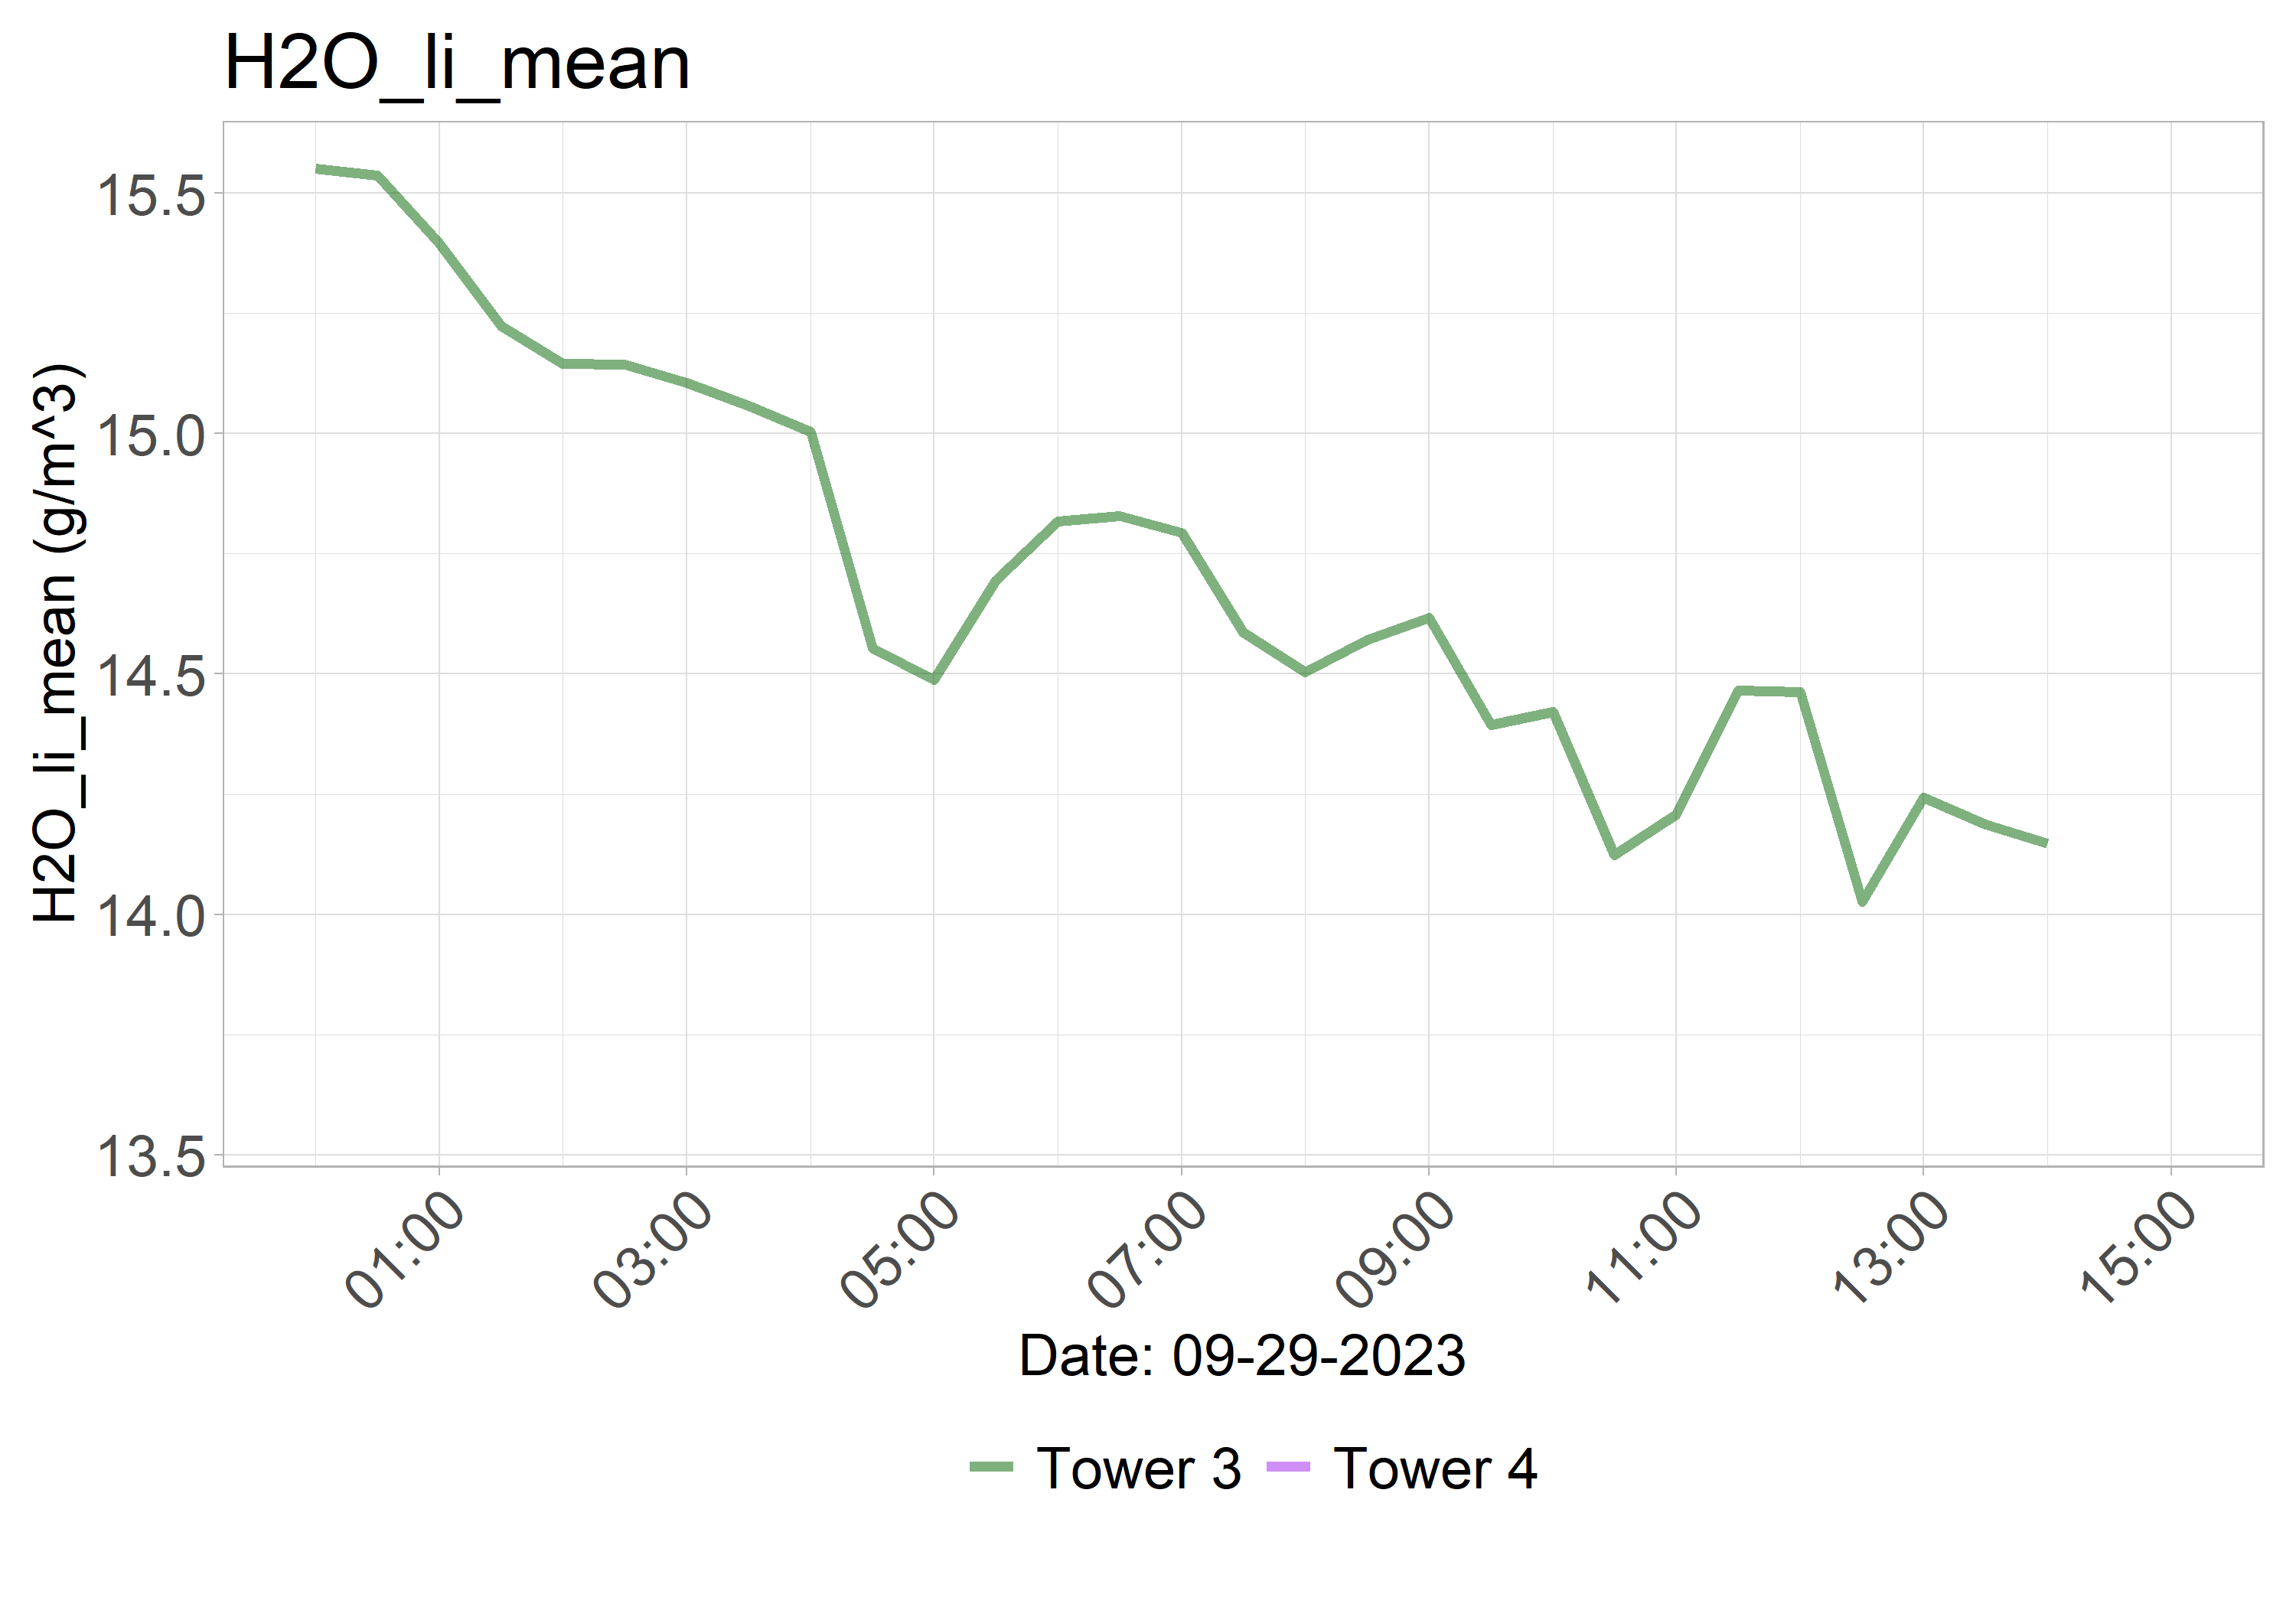 H2O_li_mean
H2O_li_mean (g/m^3)
15.5
15.0
14.5
14.0
13.5
01:00 03:00 05:00 07:00 09:00 11:00 13:00 15:00
Date: 09-29-2023
Tower 3 Tower 4